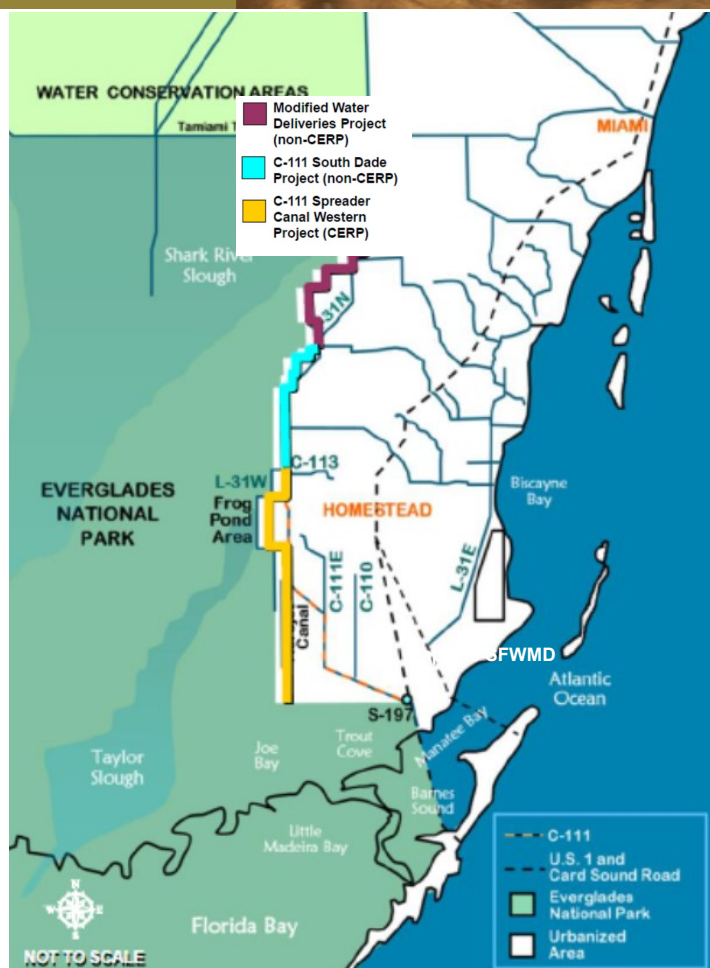 WATER CONSERVATION AREAS
Tamiami T
Modified Water
Deliveries Project
(non-CERP)
C-111 South Dade
Project (non-CERP)
C-111 Spreader
Canal Western
Project (CERP)
MIAMI
Shark River
Slough
31N
C-113
L-31W
EVERGLADES
NATIONAL
PARK
Frog
Pond
Area
HOMESTEAD
Biscayne
Bay
L-31E
C-111E
C-110
Canal
SFWMD
Atlantic
Ocean
S-197
Manatee Bay
Trout
Cove
Joe
Bay
Taylor
Slough
Barnes
Sound
Little
Madeira Bay
Florida Bay
N
W
E
S
NOT TO SCALE
C-111
U.S. 1 and
Card Sound Road
Everglades
National Park
Urbanized
Area